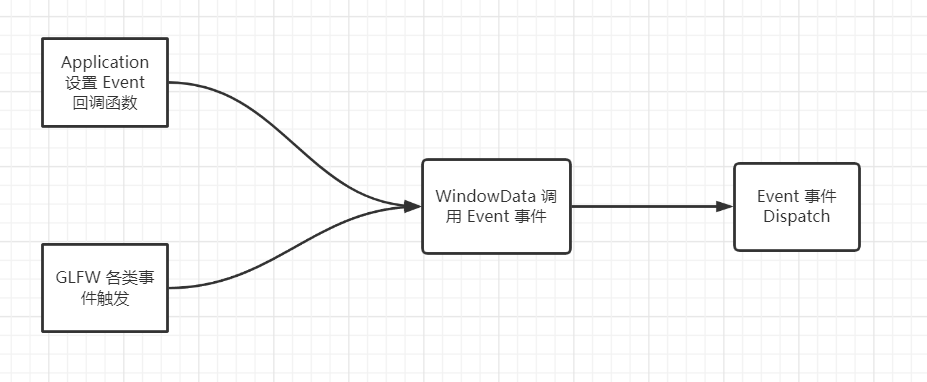 Application
设置 Event
回调函数
GLFW 各类事
件触发
WindowData 调
用 Event 事件
Event 事件
Dispatch